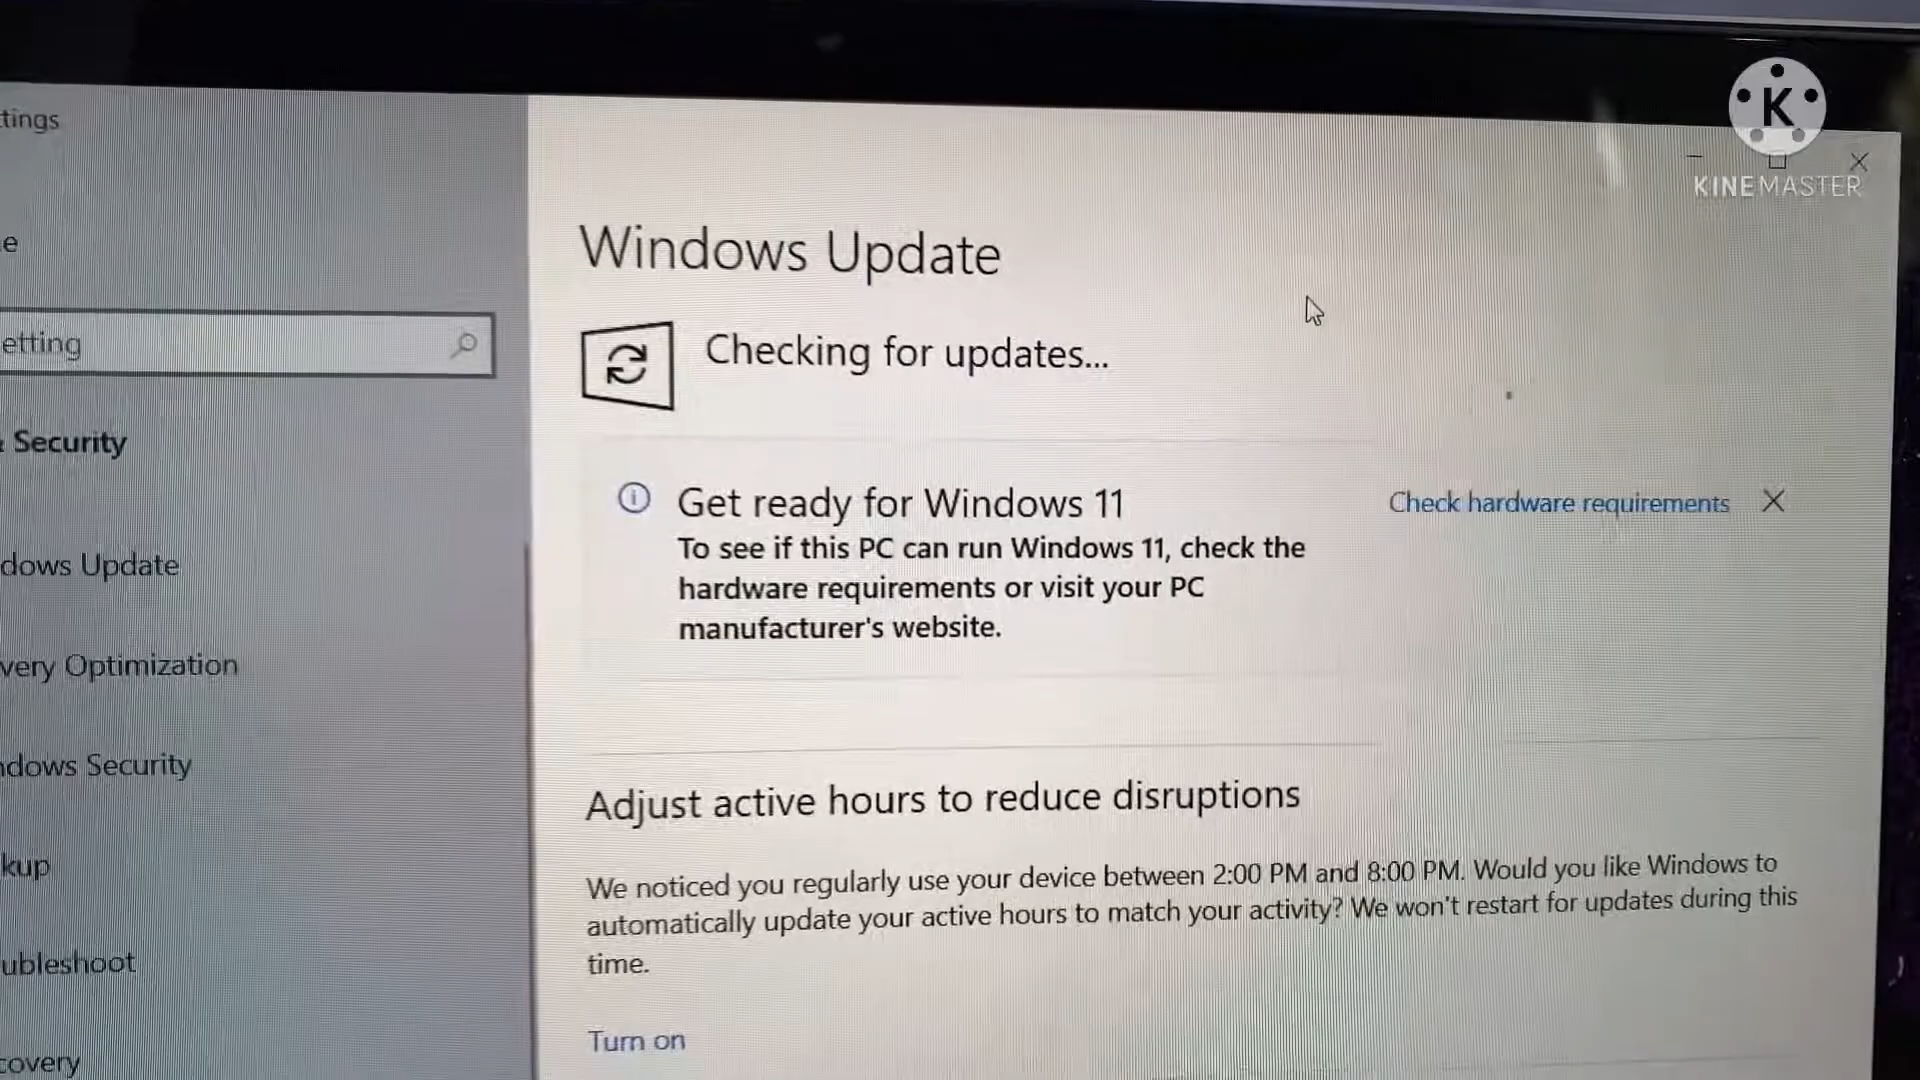 tings
K
KINEMASTER
e
etting
Windows Update
Checking for updates...
Security
Get ready for Windows 11
Check hardware requirements
To see if this PC can run Windows 11, check the
hardware requirements or visit your PC
manufacturer's website.
dows Update
very Optimization
dows Security
kup
ubleshoot
covery
Adjust active hours to reduce disruptions
We noticed you regularly use your device between 2:00 PM and 8:00 PM. Would you like Windows to
automatically update your active hours to match your activity? We won't restart for updates during this
time.
Turn on